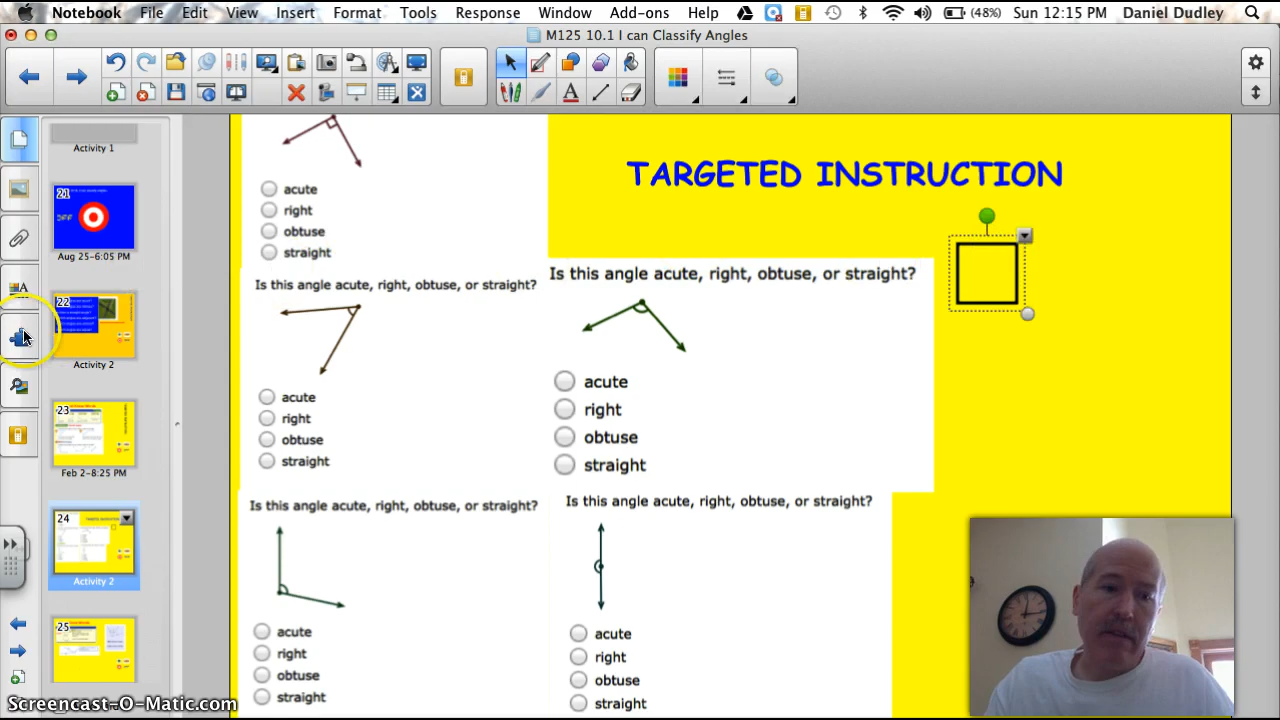 Notebook File Edit View Insert Format Tools Response Window Add-ons Help (48%) Sun 12:15 PM Daniel Dudley
M125 10.1 I can Classify Angles
Activity 1
21
Aug 25-6:05 PM
22
Activity 2
23
Feb 2-8:25 PM
24
Activity 2
25
TARGETED INSTRUCTION
acute
right
obtuse
straight
Is this angle acute, right, obtuse, or straight?
acute
right
obtuse
straight
Is this angle acute, right, obtuse, or straight?
acute
right
obtuse
straight
Is this angle acute, right, obtuse, or straight?
acute
right
obtuse
straight
Is this angle acute, right, obtuse, or straight?
acute
right
obtuse
straight
Screencast-O-Matic.com